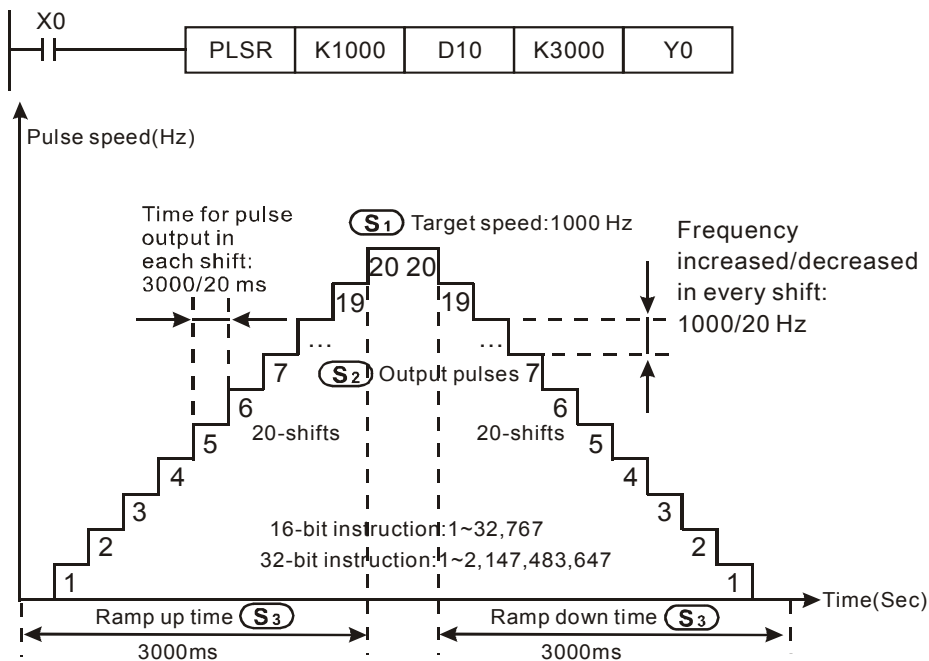 X0
PLSR K1000 D10 K3000 Y0
Pulse speed(Hz)
Time for pulse
output in
each shift:
3000/20 ms
S1 Target speed:1000 Hz
Frequency
increased/decreased
in every shift:
1000/20 Hz
20 20
19 19
... ...
7 S2 Output pulses 7
6 6
20-shifts 20-shifts
5 5
4 4
3 3
16-bit instruction:1~32,767
2 2
32-bit instruction:1~2,147,483,647
1 1
Time(Sec)
Ramp up time S3 Ramp down time S3
3000ms 3000ms